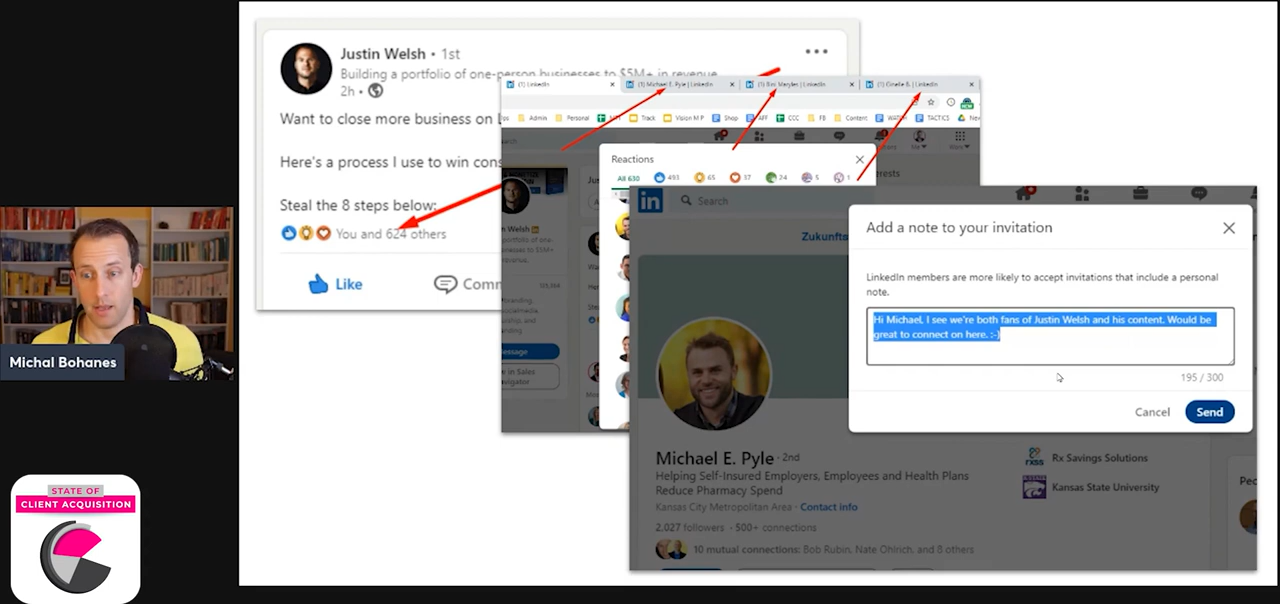 Justin Welsh • 1st
Building a portfolio of one-person businesses to $5M+ in revenue
2h •
Want to close more business on L
Here's a process I use to win cons
Steal the 8 steps below:
You and 624 others
Like
Comm
(1) LinkedIn
(1) Michael E. Pyle | LinkedIn
Maryles | LinkedIn
(1) Ginelle B. | LinkedIn
Admin
Personal
Track
Vision M P
Shop
AFF
CCC
FB
Content
TACTICS
Reactions
All 630
491
65
37
24
5
1
Search
Zukunfts
Add a note to your invitation
LinkedIn members are more likely to accept invitations that include a personal
note.
Hi Michael, I see we're both fans of Justin Welsh and his content. Would be
great to connect on here. :-)
195 / 300
Cancel
Send
Michael E. Pyle • 2nd
Helping Self-Insured Employers, Employees and Health Plans
Reduce Pharmacy Spend
Kansas City Metropolitan Area • Contact info
2,027 followers • 500+ connections
10 mutual connections: Bob Rubin, Nate Ohlrich, and 8 others
Rx Savings Solutions
Kansas State University
Peo
Michal Bohanes
STATE OF
CLIENT ACQUISITION